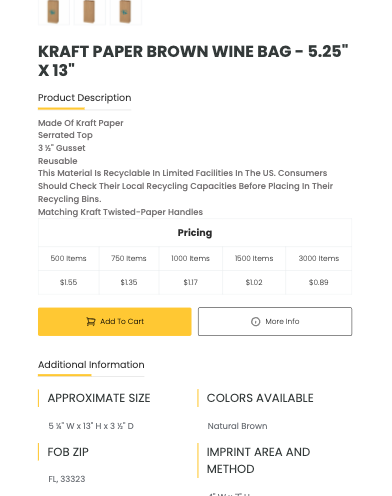 KRAFT PAPER BROWN WINE BAG - 5.25"
X 13"
Product Description
Made Of Kraft Paper
Serrated Top
3 ½" Gusset
Reusable
This Material Is Recyclable In Limited Facilities In The US. Consumers
Should Check Their Local Recycling Capacities Before Placing In Their
Recycling Bins.
Matching Kraft Twisted-Paper Handles
Pricing
500 Items 750 Items 1000 Items 1500 Items 3000 Items
$1.55 $1.35 $1.17 $1.02 $0.89
Add To Cart More Info
Additional Information
APPROXIMATE SIZE COLORS AVAILABLE
5 ¼" W x 13" H x 3 ½" D Natural Brown
FOB ZIP IMPRINT AREA AND
METHOD
FL, 33323